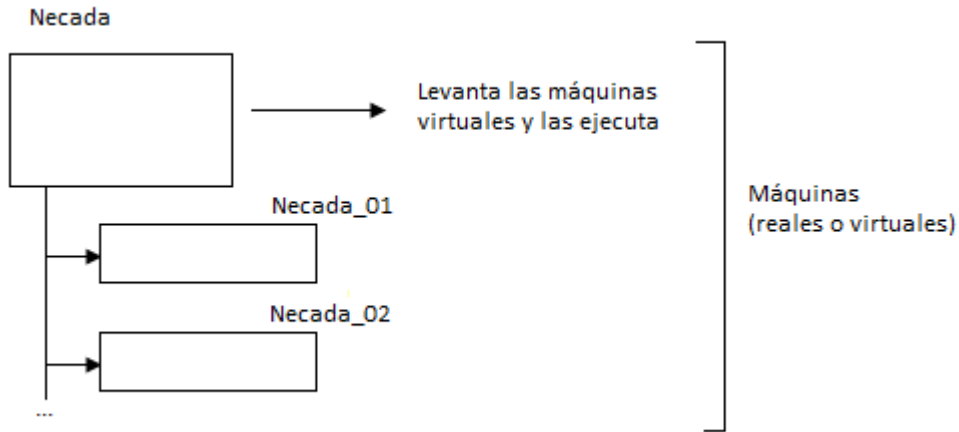 Necada
Levanta las máquinas
virtuales y las ejecuta
Necada_01
Máquinas
(reales o virtuales)
Necada_02
...